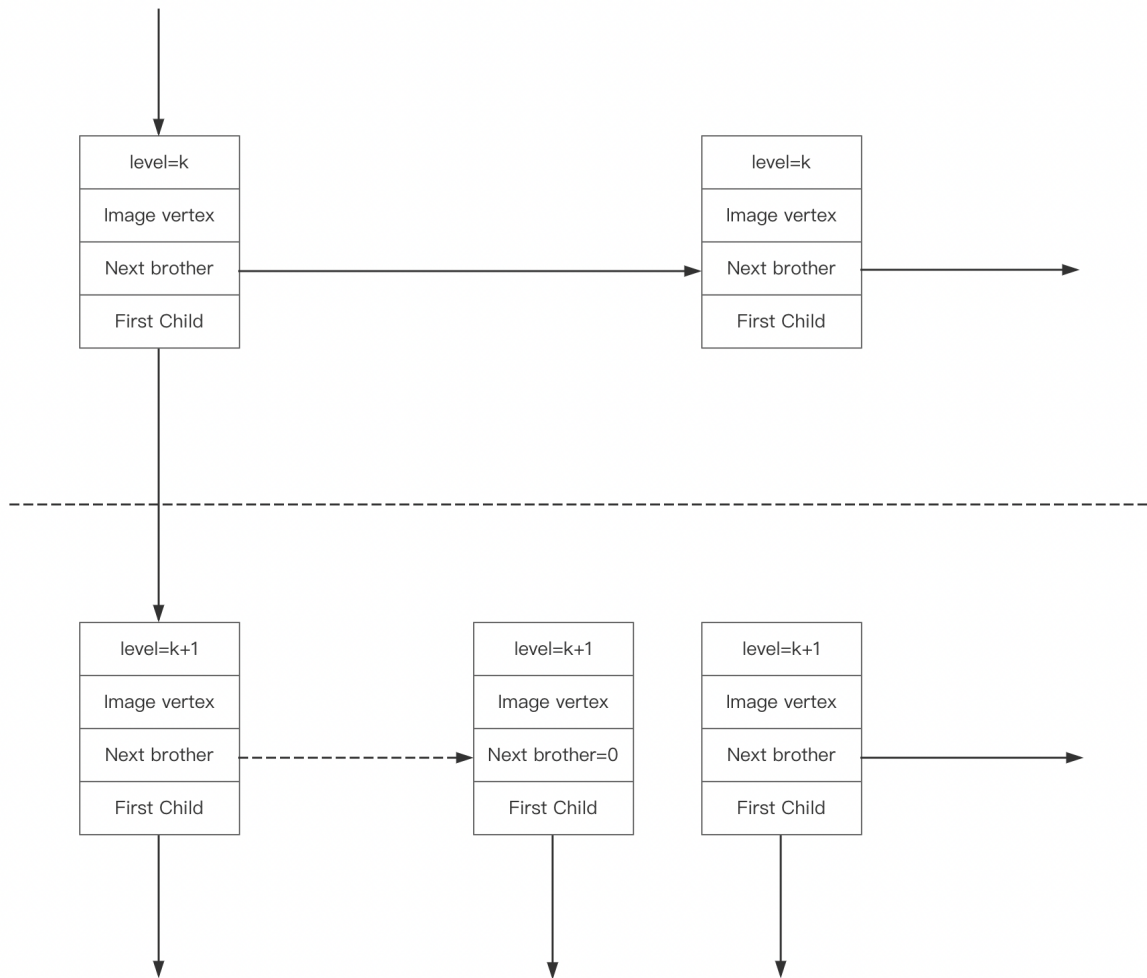 level=k
Image vertex
Next brother
First Child
level=k
Image vertex
Next brother
First Child
level=k+1
Image vertex
Next brother
First Child
level=k+1
Image vertex
Next brother=0
First Child
level=k+1
Image vertex
Next brother
First Child